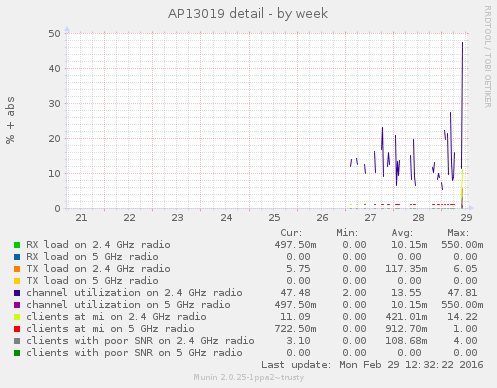 AP13019 detail - by week
RRDTOOL / TOBI OETIKER
% + abs
50
40
30
20
10
0
21 22 23 24 25 26 27 28 29
Cur: Min: Avg: Max:
RX load on 2.4 GHz radio 497.50m 0.00 10.15m 550.00m
RX load on 5 GHz radio 0.00 0.00 0.00 0.00
TX load on 2.4 GHz radio 5.75 0.00 117.35m 6.05
TX load on 5 GHz radio 0.00 0.00 0.00 0.00
channel utilization on 2.4 GHz radio 47.48 2.00 13.55 47.81
channel utilization on 5 GHz radio 497.50m 0.00 10.15m 550.00m
clients at mi on 2.4 GHz radio 11.09 0.00 421.01m 14.22
clients at mi on 5 GHz radio 722.50m 0.00 912.70m 1.00
clients with poor SNR on 2.4 GHz radio 3.10 0.00 108.68m 4.00
clients with poor SNR on 5 GHz radio 0.00 0.00 0.00 0.00
Last update: Mon Feb 29 12:32:22 2016
Munin 2.0.25-1ppa2~trusty